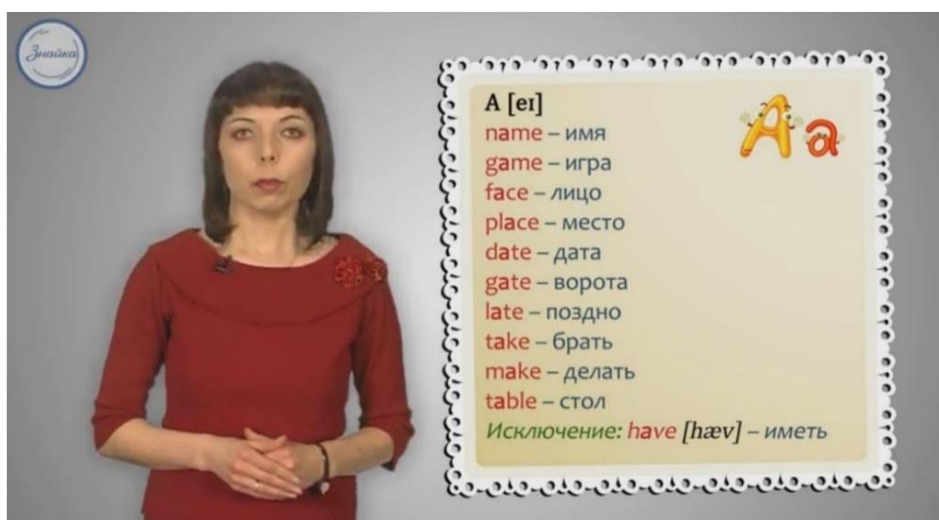 Знайка
A [eɪ]
name – имя
game – игра
face – лицо
place – место
date – дата
gate – ворота
late – поздно
take – брать
make – делать
table – стол
Исключение: have [hæv] – иметь
A a